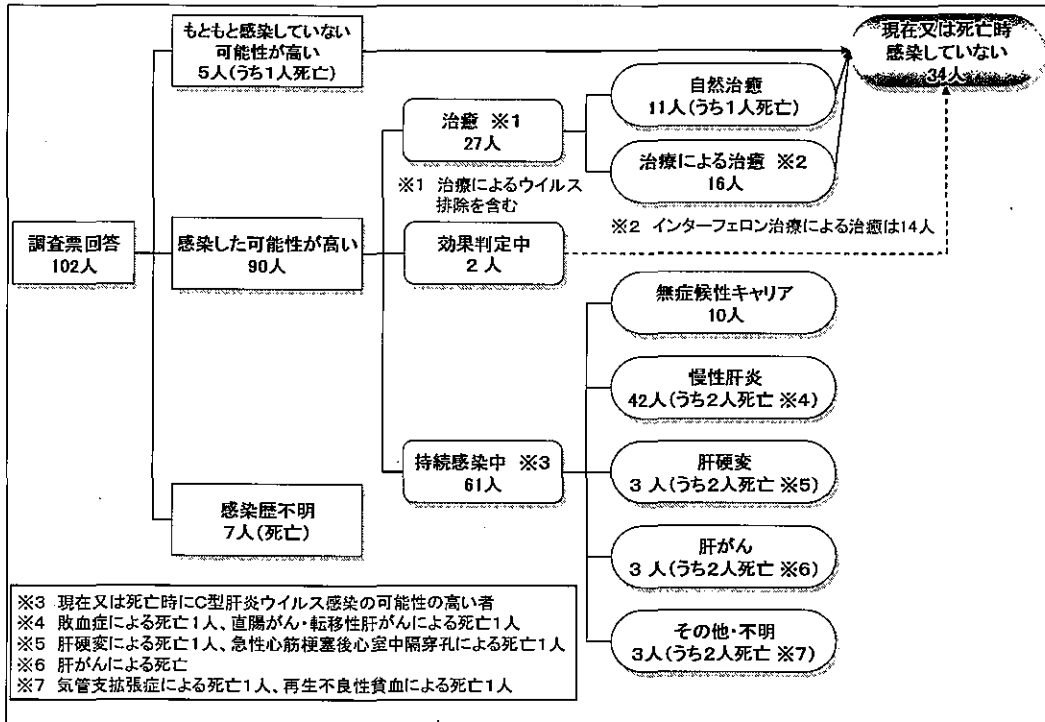 もともと感染していない
可能性が高い
5人(うち1人死亡)
現在又は死亡時
感染していない
34人
自然治癒
11人(うち1人死亡)
治癒 ※1
27人
治療による治癒 ※2
16人
※1 治療によるウイルス
排除を含む
※2 インターフェロン治療による治癒は14人
調査票回答
102人
感染した可能性が高い
90人
効果判定中
2人
無症候性キャリア
10人
慢性肝炎
42人(うち2人死亡 ※4)
持続感染中 ※3
61人
肝硬変
3人(うち2人死亡 ※5)
感染歴不明
7人(死亡)
肝がん
3人(うち2人死亡 ※6)
その他・不明
3人(うち2人死亡 ※7)
※3 現在又は死亡時にC型肝炎ウイルス感染の可能性の高い者
※4 敗血症による死亡1人、直腸がん・転移性肝がんによる死亡1人
※5 肝硬変による死亡1人、急性心筋梗塞後心室中隔穿孔による死亡1人
※6 肝がんによる死亡
※7 気管支拡張症による死亡1人、再生不良性貧血による死亡1人